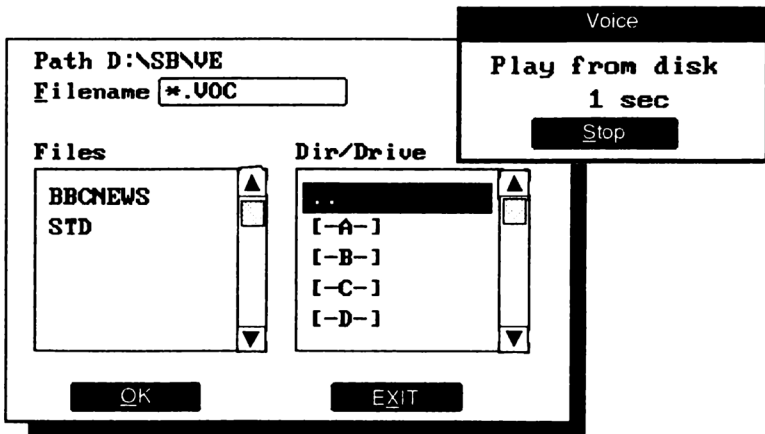 Path D:\SB\VE
Filename *.VOC
Files
BBCNEWS
STD
Dir/Drive
..
[-A-]
[-B-]
[-C-]
[-D-]
OK
EXIT
Voice
Play from disk
1 sec
Stop